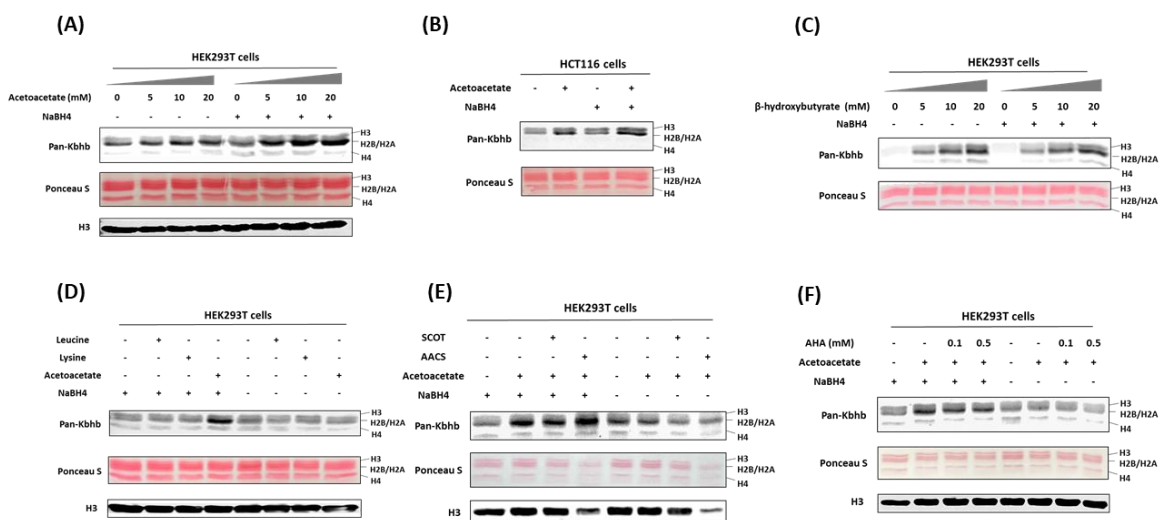 (A)
HEK293T cells
Acetoacetate (mM) 0 5 10 20 0 5 10 20
NaBH4 - - - - + + + +
Pan-Kbhb H3 H2B/H2A H4
Ponceau S H3 H2B/H2A H4
H3
(B)
HCT116 cells
Acetoacetate - + - +
NaBH4 - - + +
Pan-Kbhb H3 H2B/H2A H4
Ponceau S H3 H2B/H2A H4
(C)
HEK293T cells
β-hydroxybutyrate (mM) 0 5 10 20 0 5 10 20
NaBH4 - - - - + + + +
Pan-Kbhb H3 H2B/H2A H4
Ponceau S H3 H2B/H2A H4
(D)
HEK293T cells
Leucine - + - - - + - -
Lysine - - + - - - + -
Acetoacetate - - - + - - - +
NaBH4 + + + + - - - -
Pan-Kbhb H3 H2B/H2A H4
Ponceau S H3 H2B/H2A H4
H3
(E)
HEK293T cells
SCOT - - + - - - + -
AACS - - - + - - - +
Acetoacetate - + + + - + + +
NaBH4 + + + + - - - -
Pan-Kbhb H3 H2B/H2A H4
Ponceau S H3 H2B/H2A H4
H3
(F)
HEK293T cells
AHA (mM) - - 0.1 0.5 - - 0.1 0.5
Acetoacetate - + + + - + + +
NaBH4 + + + + - - - -
Pan-Kbhb H3 H2B/H2A H4
Ponceau S H3 H2B/H2A H4
H3